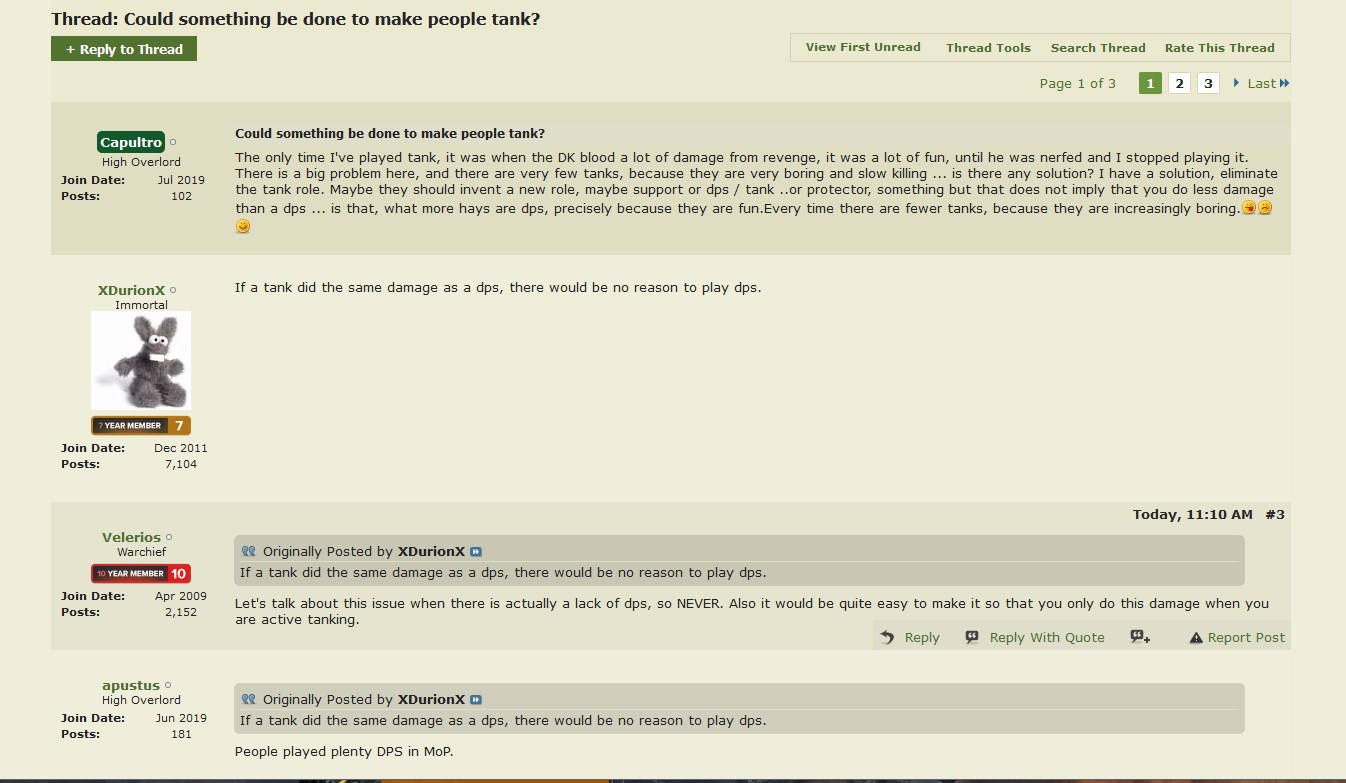 Thread: Could something be done to make people tank?
+ Reply to Thread
View First Unread Thread Tools Search Thread Rate This Thread
Page 1 of 3 1 2 3 Last
Capultro
High Overlord
Join Date: Jul 2019
Posts: 102
Could something be done to make people tank?
The only time I've played tank, it was when the DK blood a lot of damage from revenge, it was a lot of fun, until he was nerfed and I stopped playing it.
There is a big problem here, and there are very few tanks, because they are very boring and slow killing ... is there any solution? I have a solution, eliminate
the tank role. Maybe they should invent a new role, maybe support or dps / tank ..or protector, something but that does not imply that you do less damage
than a dps ... is that, what more hays are dps, precisely because they are fun.Every time there are fewer tanks, because they are increasingly boring.
XDurionX
Immortal
7 YEAR MEMBER 7
Join Date: Dec 2011
Posts: 7,104
If a tank did the same damage as a dps, there would be no reason to play dps.
Today, 11:10 AM #3
Velerios
Warchief
10 YEAR MEMBER 10
Join Date: Apr 2009
Posts: 2,152
Originally Posted by XDurionX
If a tank did the same damage as a dps, there would be no reason to play dps.
Let's talk about this issue when there is actually a lack of dps, so NEVER. Also it would be quite easy to make it so that you only do this damage when you
are active tanking.
Reply Reply With Quote Report Post
apustus
High Overlord
Join Date: Jun 2019
Posts: 181
Originally Posted by XDurionX
If a tank did the same damage as a dps, there would be no reason to play dps.
People played plenty DPS in MoP.